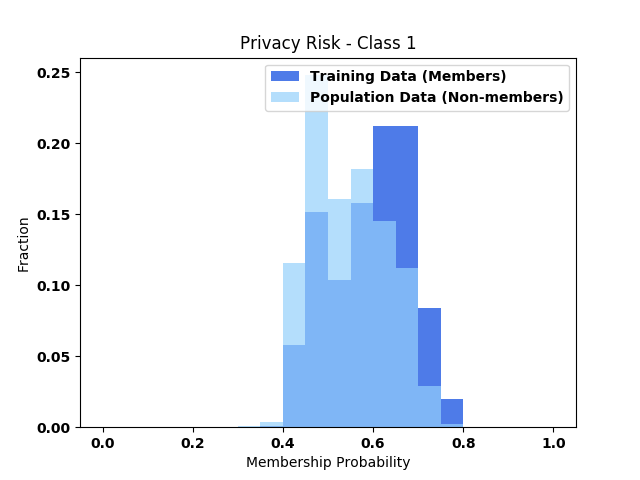 Privacy Risk - Class 1
Training Data (Members)
Population Data (Non-members)
0.25
0.20
0.15
0.10
0.05
0.00
Fraction
0.0 0.2 0.4 0.6 0.8 1.0
Membership Probability